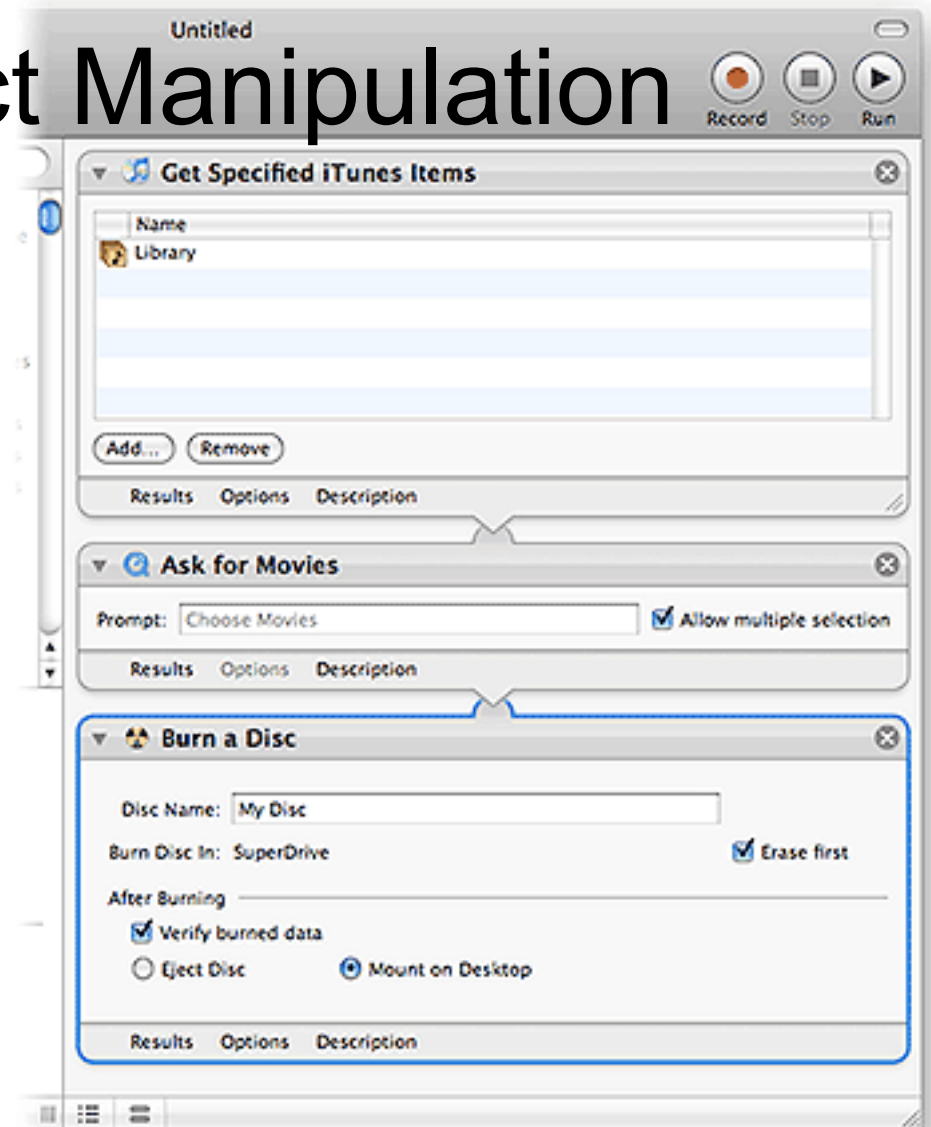 Untitled
ct Manipulation
Record Stop Run
Get Specified iTunes Items
Name
Library
Add... Remove
Results Options Description
Ask for Movies
Prompt: Choose Movies Allow multiple selection
Results Options Description
Burn a Disc
Disc Name: My Disc
Burn Disc In: SuperDrive Erase first
After Burning
Verify burned data
Eject Disc Mount on Desktop
Results Options Description